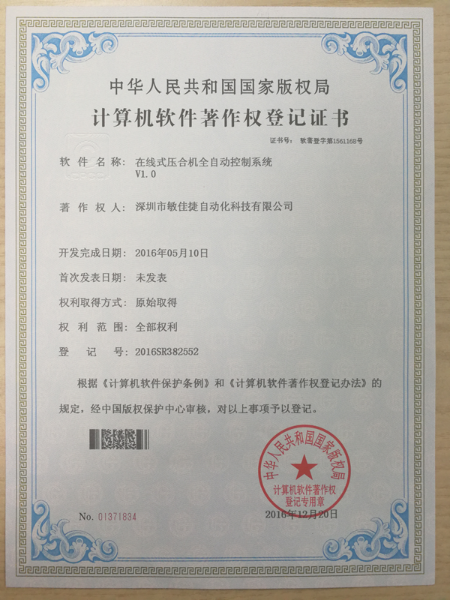 中华人民共和国国家版权局
计算机软件著作权登记证书
证书号： 软著登字第1561168号
软件名称： 在线式压合机全自动控制系统
V1.0
著作权人： 深圳市敏佳捷自动化科技有限公司
开发完成日期： 2016年05月10日
首次发表日期： 未发表
权利取得方式： 原始取得
权利范围： 全部权利
登记号： 2016SR382552
根据《计算机软件保护条例》和《计算机软件著作权登记办法》的
规定，经中国版权保护中心审核，对以上事项予以登记。
中华人民共和国国家版权局
计算机软件著作权
登记专用章
No. 01371834
2016年12月20日